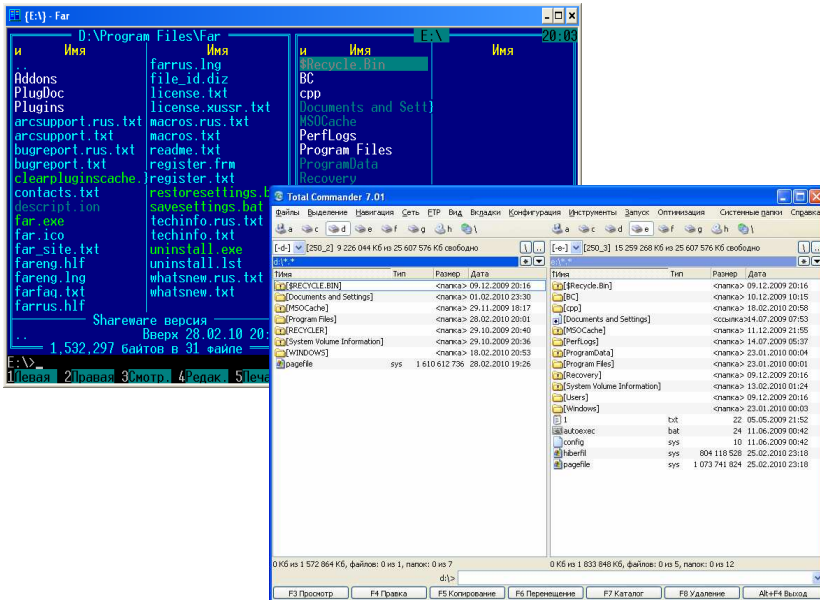 {E:\} - Far
D:\Program Files\Far
и Имя Имя
.. farrus.lng
Addons file_id.diz
PlugDoc license.txt
Plugins license.xussr.txt
arcsupport.rus.txt macros.rus.txt
arcsupport.txt macros.txt
bugreport.rus.txt readme.txt
bugreport.txt register.frm
clearpluginscache.} register.txt
contacts.txt restoresettings.b
descript.ion savesettings.bat
far.exe techinfo.rus.txt
far.ico techinfo.txt
far_site.txt uninstall.exe
fareng.hlf uninstall.lst
fareng.lng whatsnew.rus.txt
farfaq.txt whatsnew.txt
farrus.hlf
Shareware версия
.. Вверх 28.02.10 20:
1,532,297 байтов в 31 файле
E:\>_
1Левая 2Правая 3Смотр. 4Редак. 5Печа
E:\ 20:03
и Имя Имя
$Recycle.Bin
BC
cpp
Documents and Sett}
MSOCache
PerfLogs
Program Files
ProgramData
Recovery
Total Commander 7.01
Файлы Выделение Навигация Сеть FTP Вид Вкладки Конфигурация Инструменты Запуск Оптимизация Системные папки Справка
a c d e f g h \ a c d e f g h \
[-d-] [250_2] 9 226 044 Кб из 25 607 576 Кб свободно \ ..
d:\*.* *
↑Имя Тип Размер Дата
[$RECYCLE.BIN] <папка> 09.12.2009 20:16
[Documents and Settings] <папка> 01.02.2010 23:30
[MSOCache] <папка> 29.11.2009 18:17
[Program Files] <папка> 28.02.2010 20:01
[RECYCLER] <папка> 29.10.2009 20:40
[System Volume Information] <папка> 29.10.2009 20:36
[WINDOWS] <папка> 18.02.2010 20:53
pagefile sys 1 610 612 736 28.02.2010 19:26
0 Кб из 1 572 864 Кб, файлов: 0 из 1, папок: 0 из 7
[-e-] [250_3] 15 259 268 Кб из 25 607 576 Кб свободно \ ..
e:\*.* *
↑Имя Тип Размер Дата
[$Recycle.Bin] <папка> 09.12.2009 20:16
[BC] <папка> 10.12.2009 10:15
[cpp] <папка> 18.02.2010 20:58
[Documents and Settings] <ссылка> 14.07.2009 07:53
[MSOCache] <папка> 11.12.2009 21:55
[PerfLogs] <папка> 14.07.2009 05:37
[ProgramData] <папка> 23.01.2010 00:04
[Program Files] <папка> 23.01.2010 00:01
[Recovery] <папка> 09.12.2009 20:16
[System Volume Information] <папка> 13.02.2010 01:24
[Users] <папка> 09.12.2009 20:16
[Windows] <папка> 23.01.2010 00:03
1 txt 22 05.05.2009 21:52
autoexec bat 24 11.06.2009 00:42
config sys 10 11.06.2009 00:42
hiberfil sys 804 118 528 25.02.2010 23:18
pagefile sys 1 073 741 824 25.02.2010 23:18
0 Кб из 1 833 848 Кб, файлов: 0 из 5, папок: 0 из 12
d:\>
F3 Просмотр F4 Правка F5 Копирование F6 Перемещение F7 Каталог F8 Удаление Alt+F4 Выход